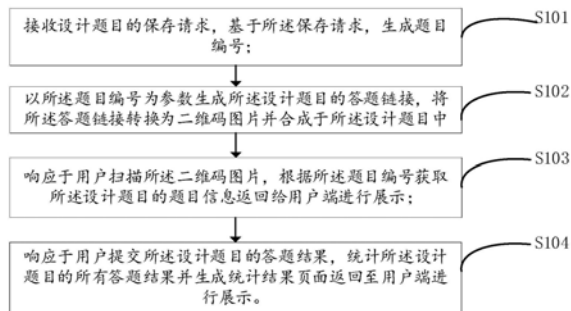 接收设计题目的保存请求，基于所述保存请求，生成题目
编号；
S101
以所述题目编号为参数生成所述设计题目的答题链接，将
所述答题链接转换为二维码图片并合成于所述设计题目中
S102
响应于用户扫描所述二维码图片，根据所述题目编号获取
所述设计题目的题目信息返回给用户端进行展示；
S103
响应于用户提交所述设计题目的答题结果，统计所述设计
题目的所有答题结果并生成统计结果页面返回至用户端进
行展示。
S104